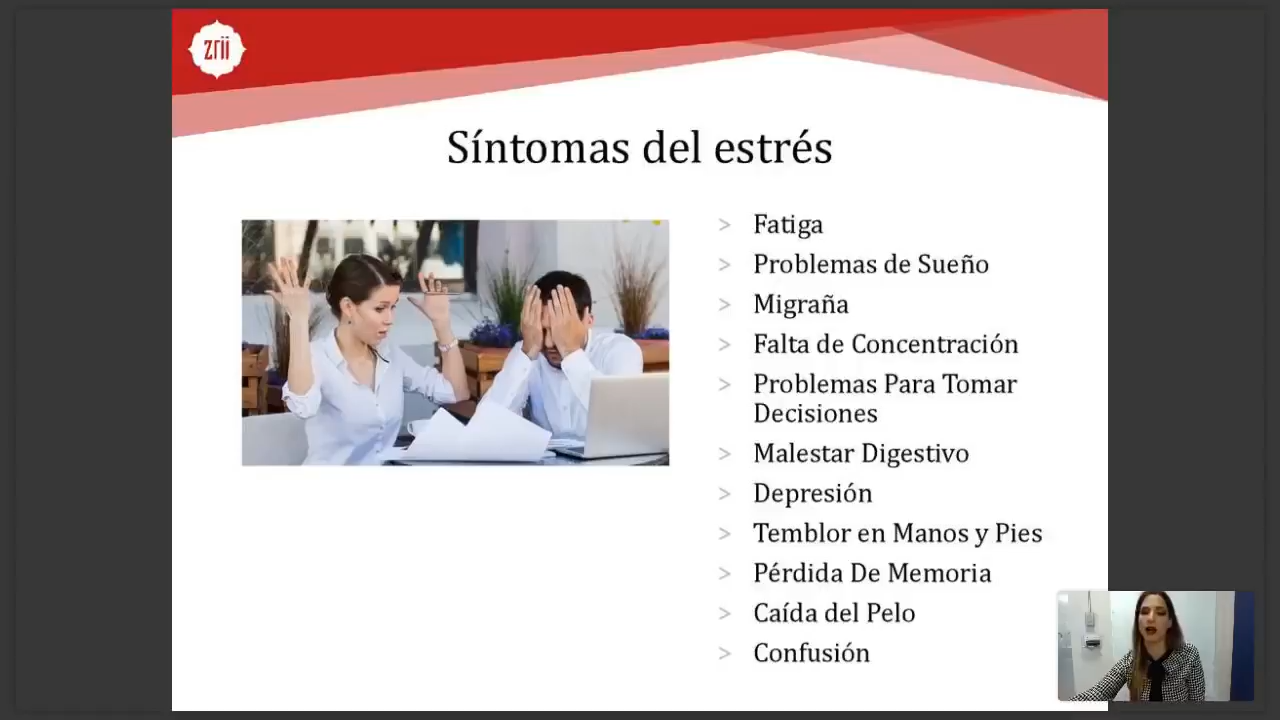 zrii
Síntomas del estrés
> Fatiga
> Problemas de Sueño
> Migraña
> Falta de Concentración
> Problemas Para Tomar
Decisiones
> Malestar Digestivo
> Depresión
> Temblor en Manos y Pies
> Pérdida De Memoria
> Caída del Pelo
> Confusión